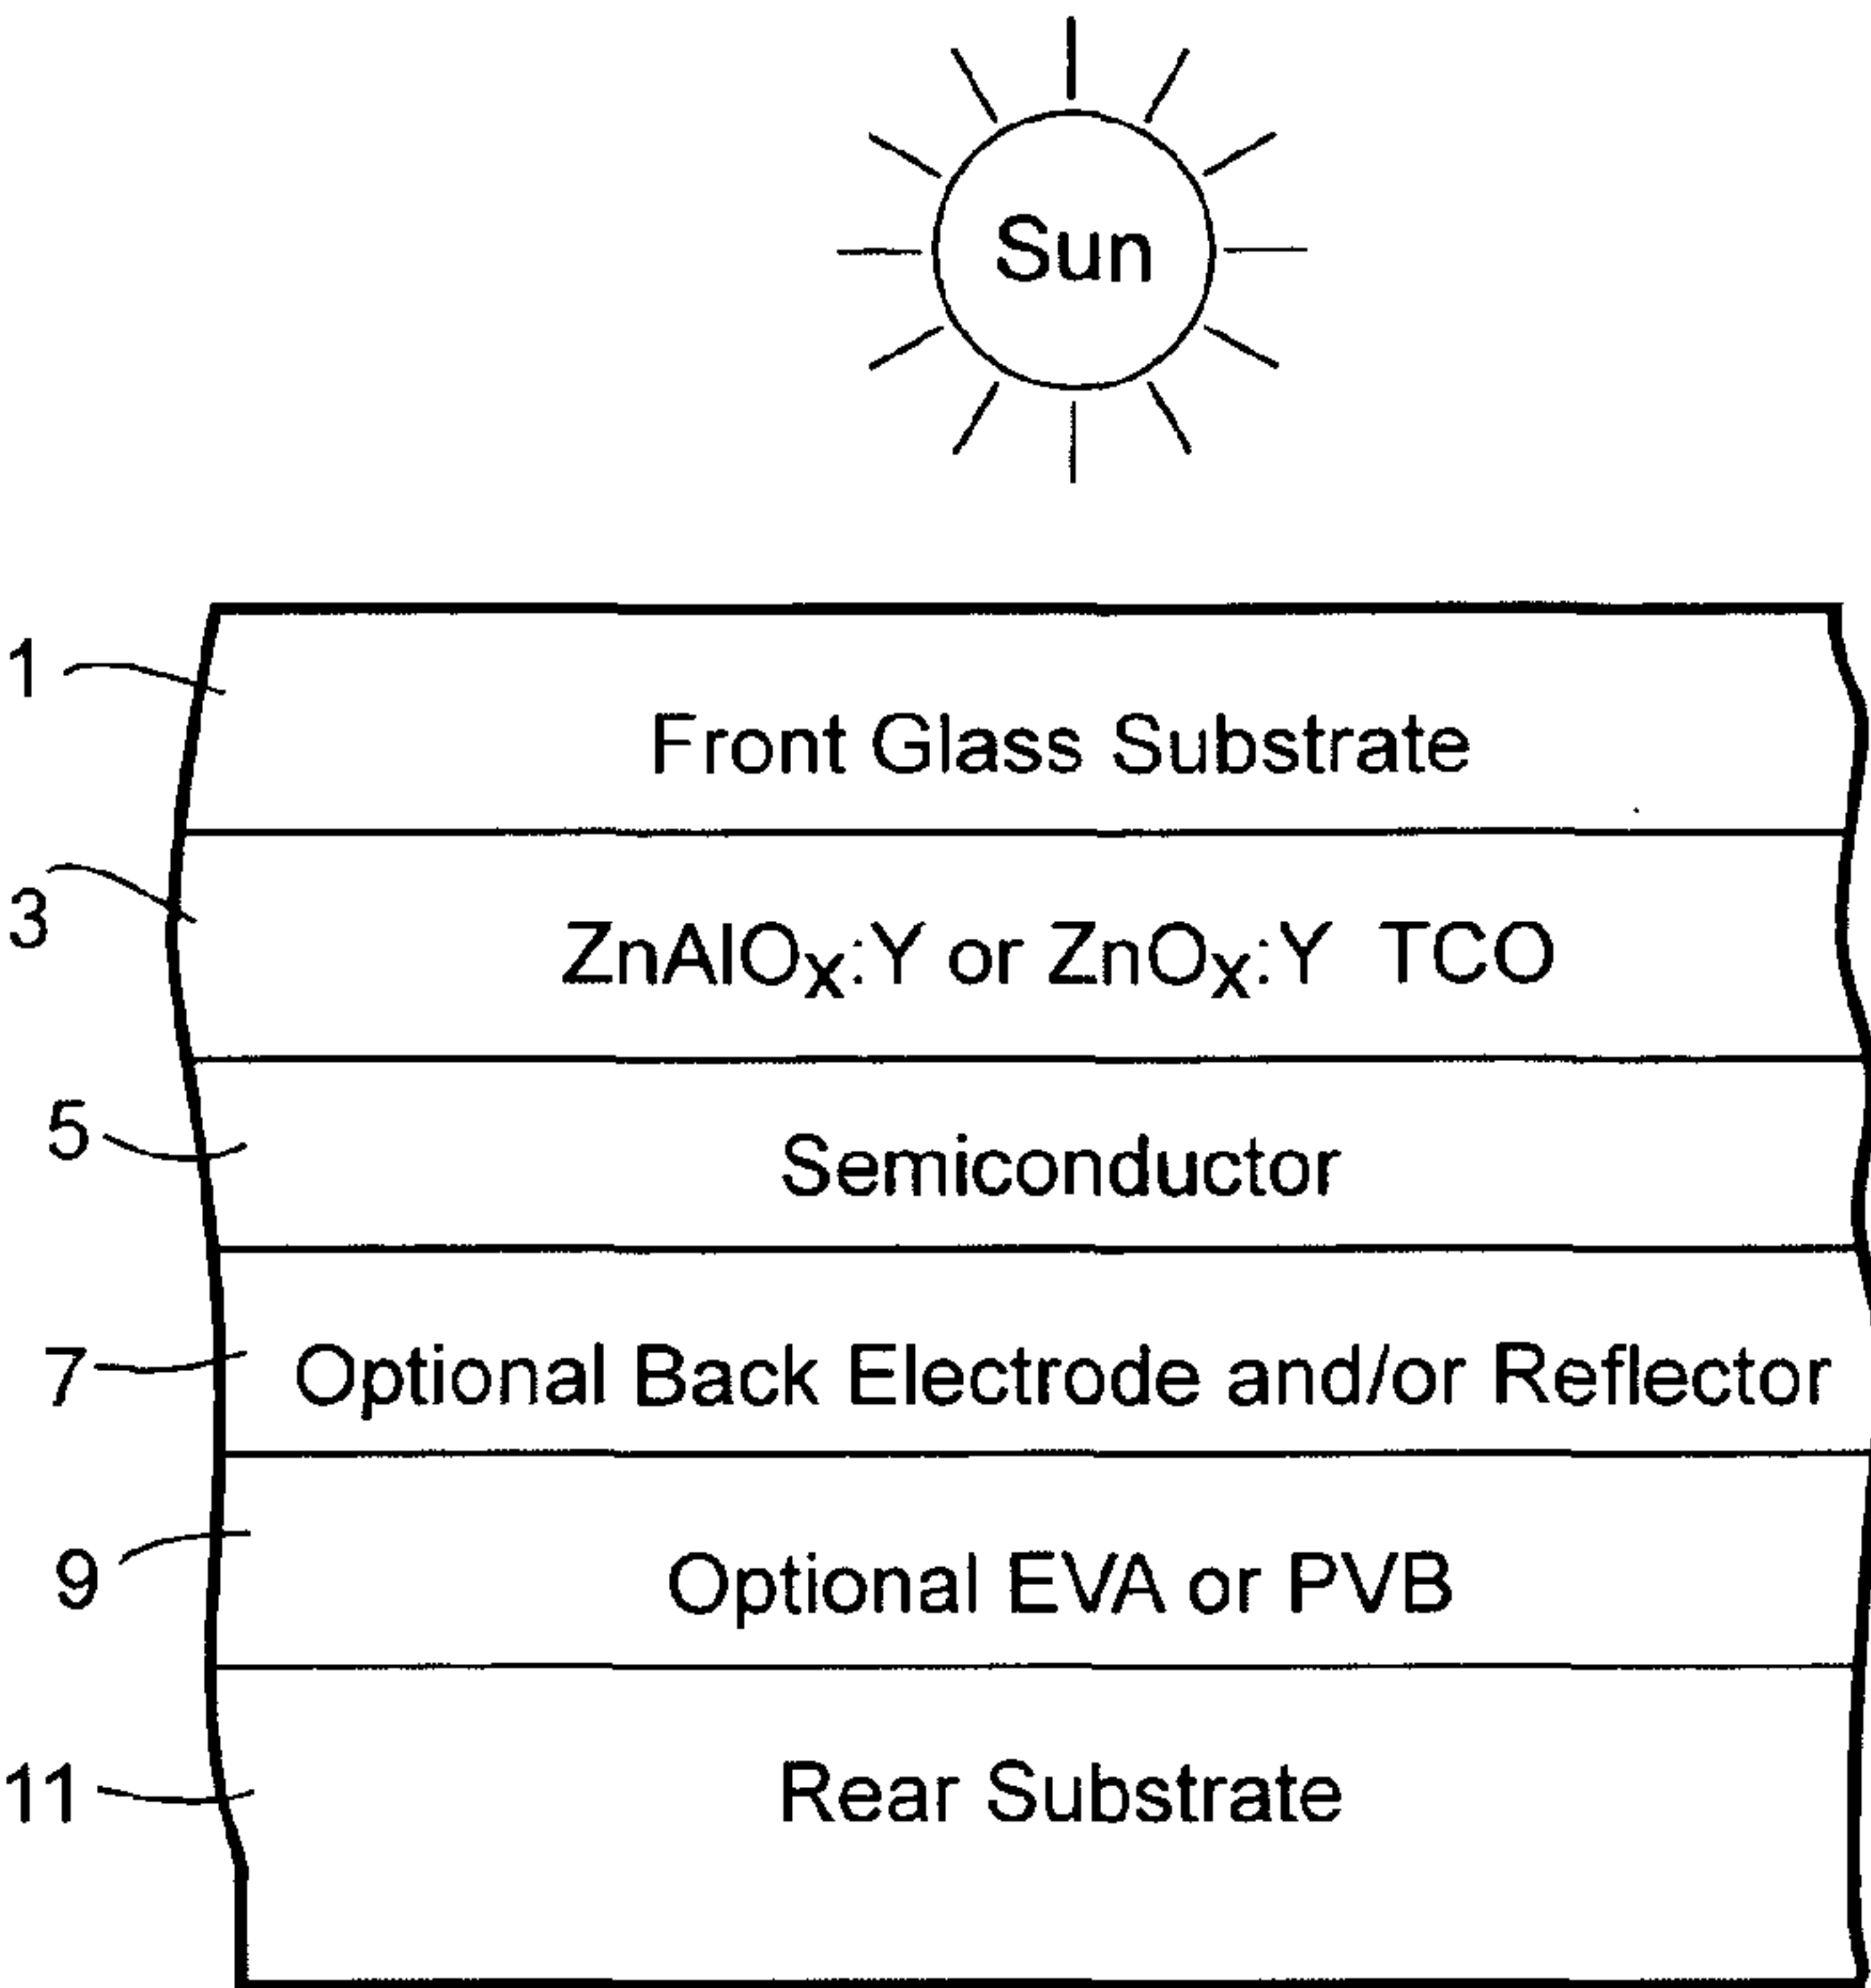 Sun
1
Front Glass Substrate
3
ZnAlOx:Y or ZnOx:Y TCO
5
Semiconductor
7
Optional Back Electrode and/or Reflector
9
Optional EVA or PVB
11
Rear Substrate